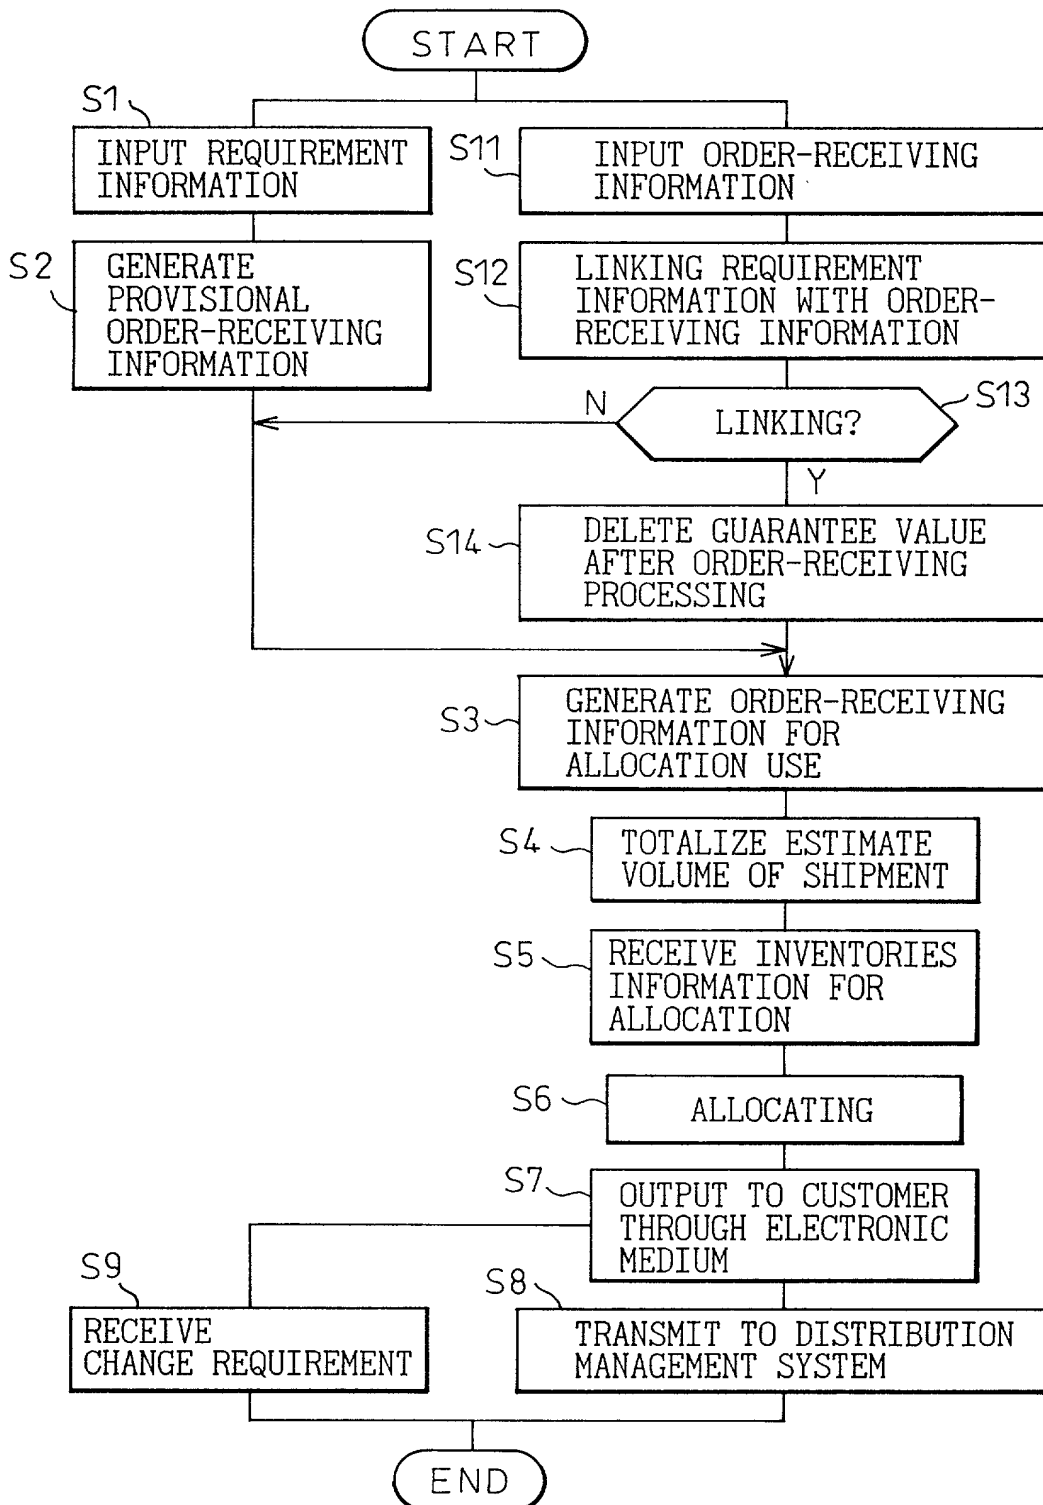 START
S1
INPUT REQUIREMENT
INFORMATION
S11
INPUT ORDER-RECEIVING
INFORMATION
S2
GENERATE
PROVISIONAL
ORDER-RECEIVING
INFORMATION
S12
LINKING REQUIREMENT
INFORMATION WITH ORDER-
RECEIVING INFORMATION
N
LINKING?
S13
Y
S14
DELETE GUARANTEE VALUE
AFTER ORDER-RECEIVING
PROCESSING
S3
GENERATE ORDER-RECEIVING
INFORMATION FOR
ALLOCATION USE
S4
TOTALIZE ESTIMATE
VOLUME OF SHIPMENT
S5
RECEIVE INVENTORIES
INFORMATION FOR
ALLOCATION
S6
ALLOCATING
S7
OUTPUT TO CUSTOMER
THROUGH ELECTRONIC
MEDIUM
S9
RECEIVE
CHANGE REQUIREMENT
S8
TRANSMIT TO DISTRIBUTION
MANAGEMENT SYSTEM
END